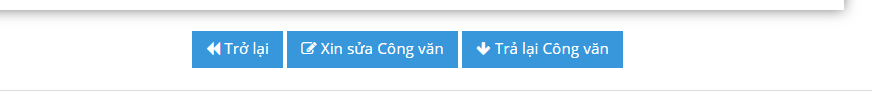 Trở lại Xin sửa Công văn Trả lại Công văn